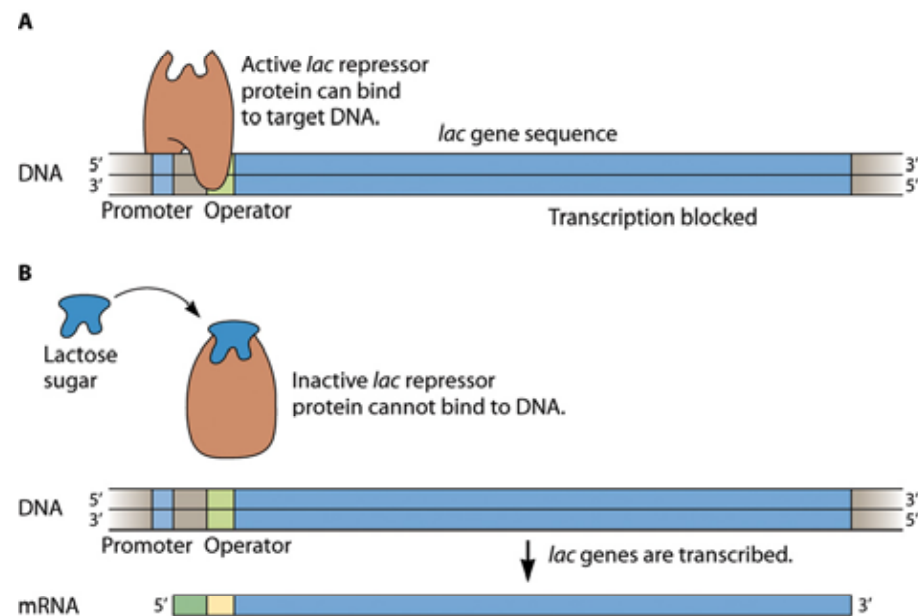 A
Active lac repressor
protein can bind
to target DNA.
lac gene sequence
DNA
5′
3′
3′
5′
Promoter Operator
Transcription blocked
B
Lactose
sugar
Inactive lac repressor
protein cannot bind to DNA.
DNA
5′
3′
3′
5′
Promoter Operator
lac genes are transcribed.
mRNA 5′ 3′